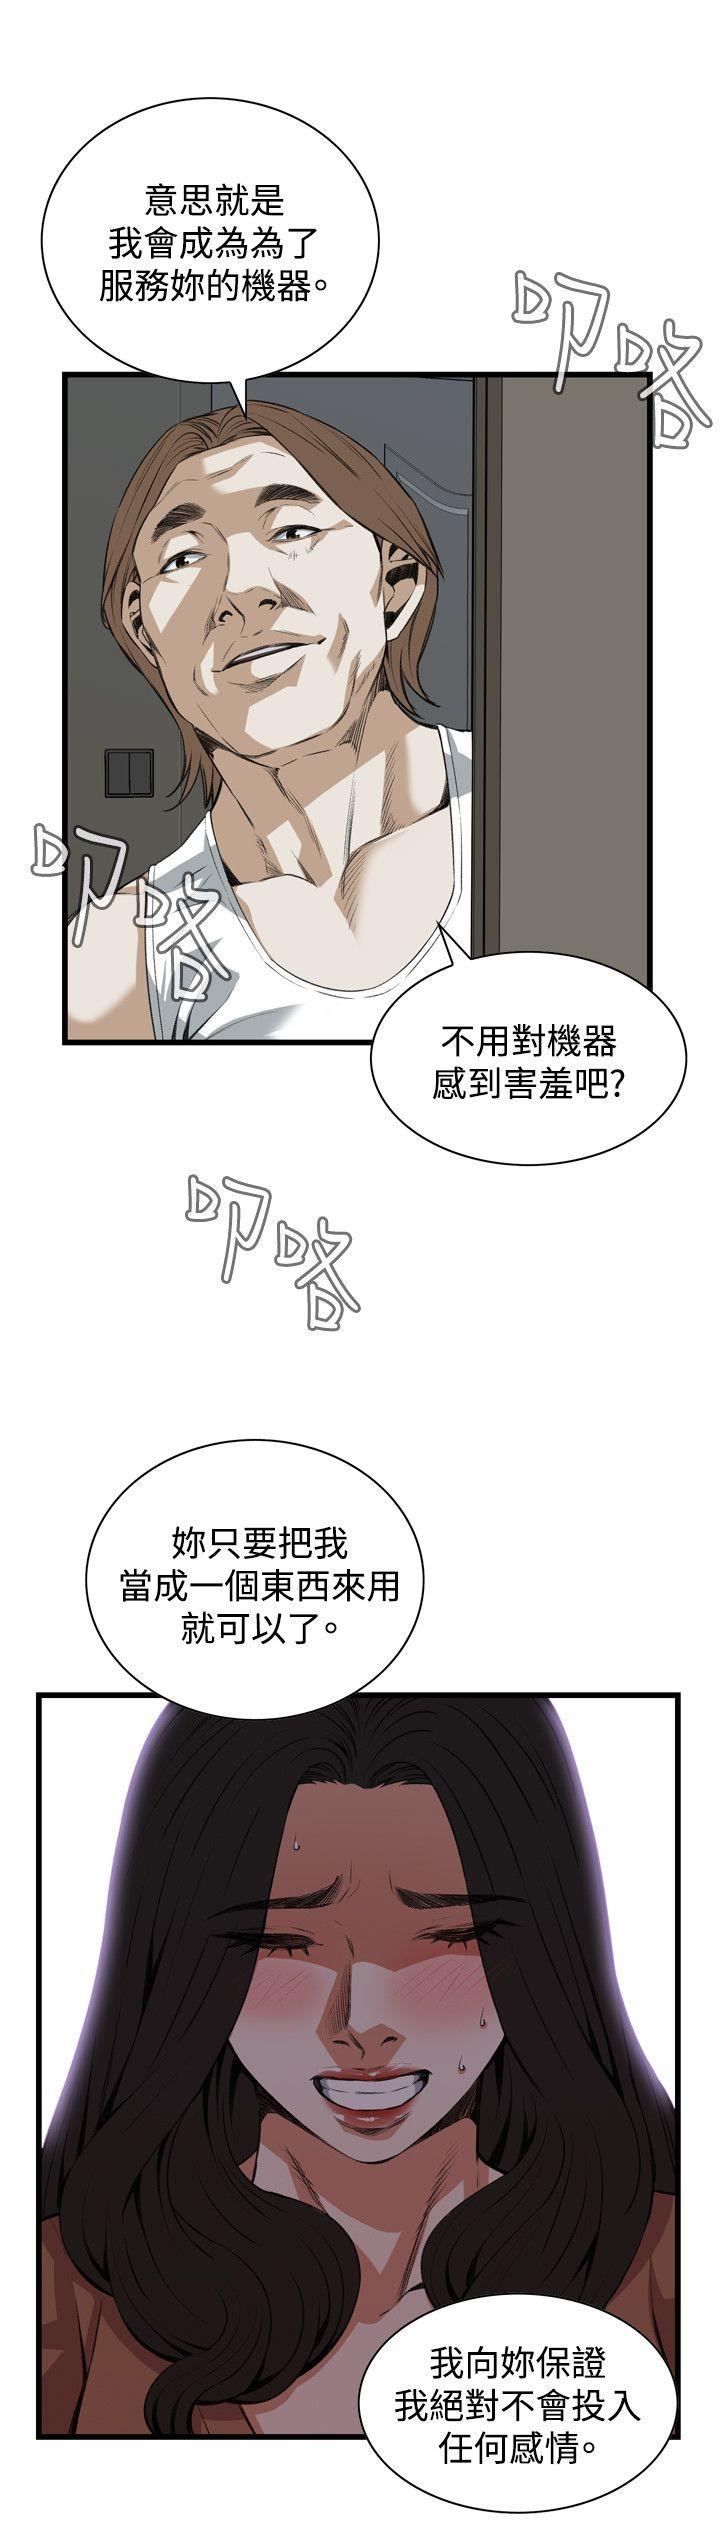 意思就是
我會成為為了
服務妳的機器。
叩
咯
叩
咯
不用對機器
感到害羞吧?
叩
咯
妳只要把我
當成一個東西來用
就可以了。
我向妳保證
我絕對不會投入
任何感情。